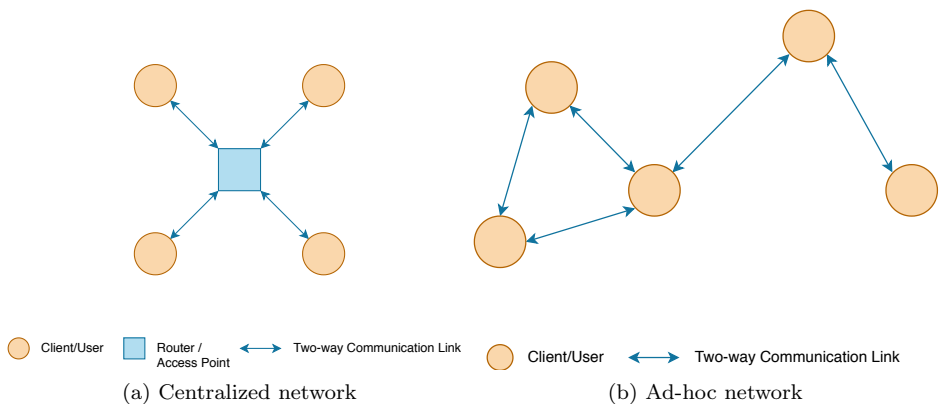 Client/User
Router /
Access Point
Two-way Communication Link
Client/User
Two-way Communication Link
(a) Centralized network
(b) Ad-hoc network